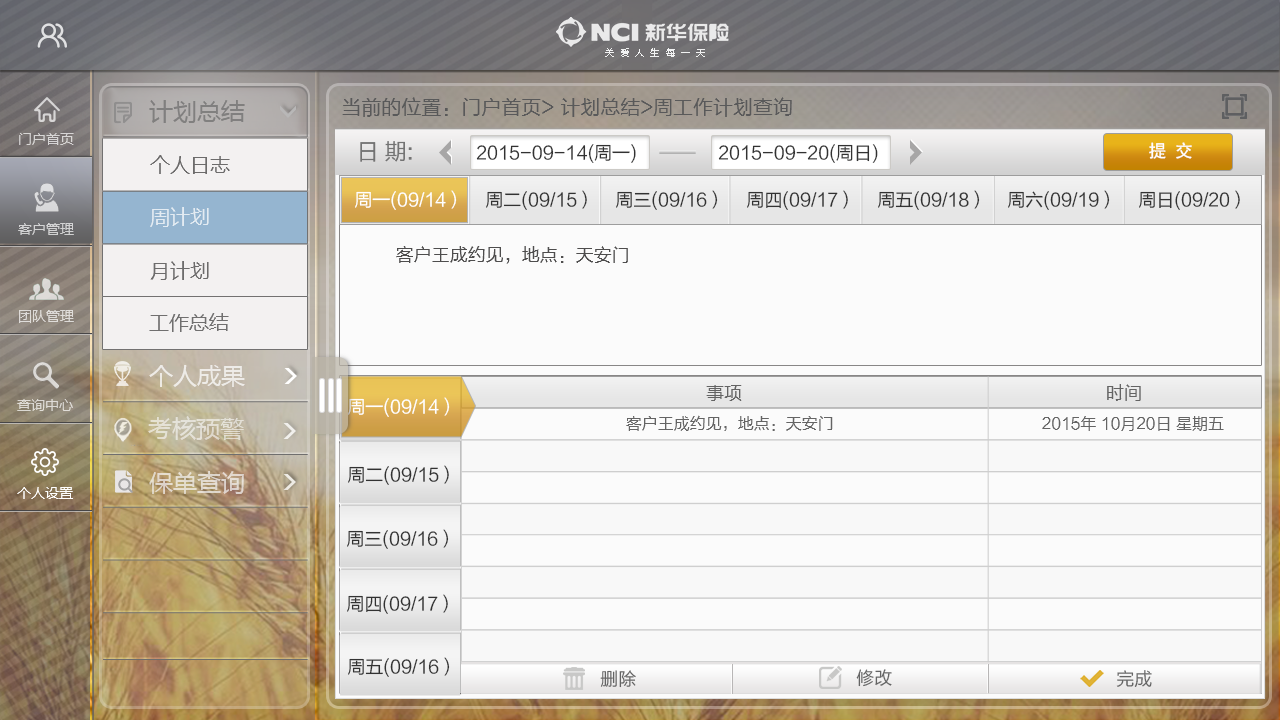 NCI 新华保险
关爱人生每一天
门户首页
客户管理
团队管理
查询中心
个人设置
计划总结
个人日志
周计划
月计划
工作总结
个人成果
考核预警
保单查询
当前的位置：门户首页> 计划总结>周工作计划查询
日 期: 2015-09-14(周一) 2015-09-20(周日) 提 交
周一(09/14 ) 周二(09/15 ) 周三(09/16 ) 周四(09/17 ) 周五(09/18 ) 周六(09/19 ) 周日(09/20 )
客户王成约见，地点：天安门
周一(09/14 ) 事项 时间
客户王成约见，地点：天安门 2015年 10月20日 星期五
周二(09/15 )
周三(09/16 )
周四(09/17 )
周五(09/16 )
删除 修改 完成